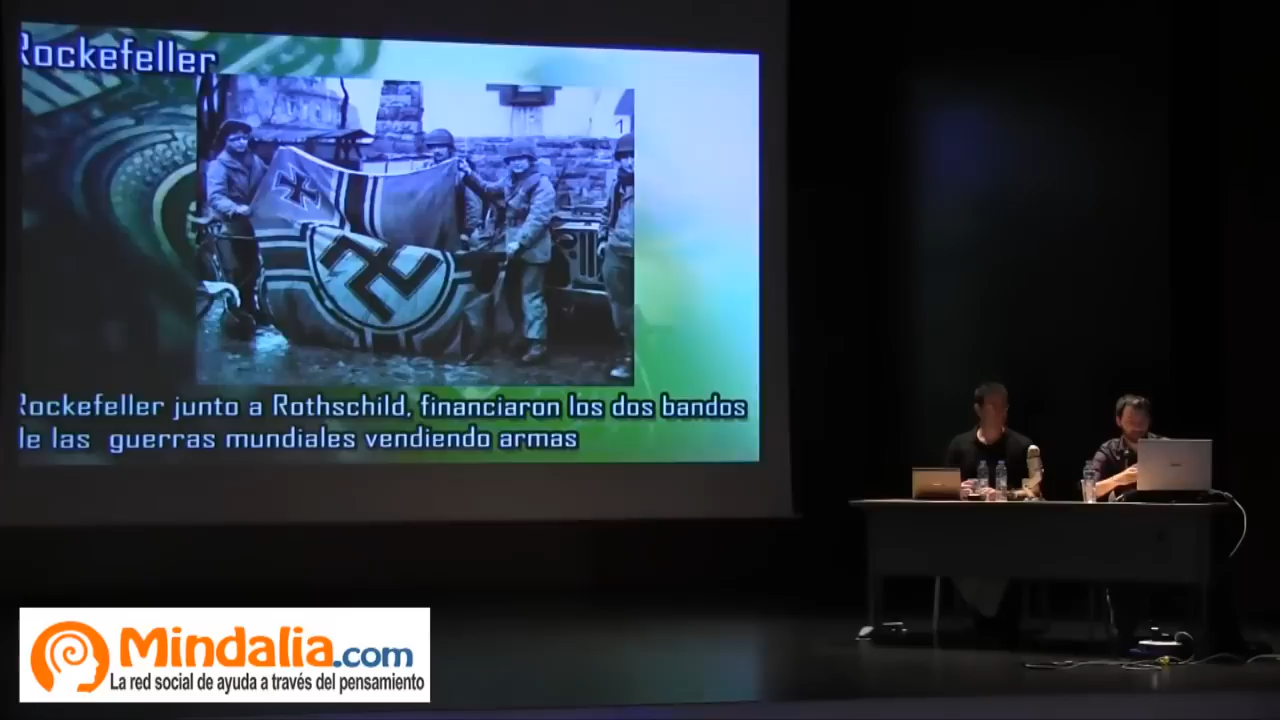 Rockefeller
Rockefeller junto a Rothschild, financiaron los dos bandos
de las guerras mundiales vendiendo armas
Mindalia.com
La red social de ayuda a través del pensamiento